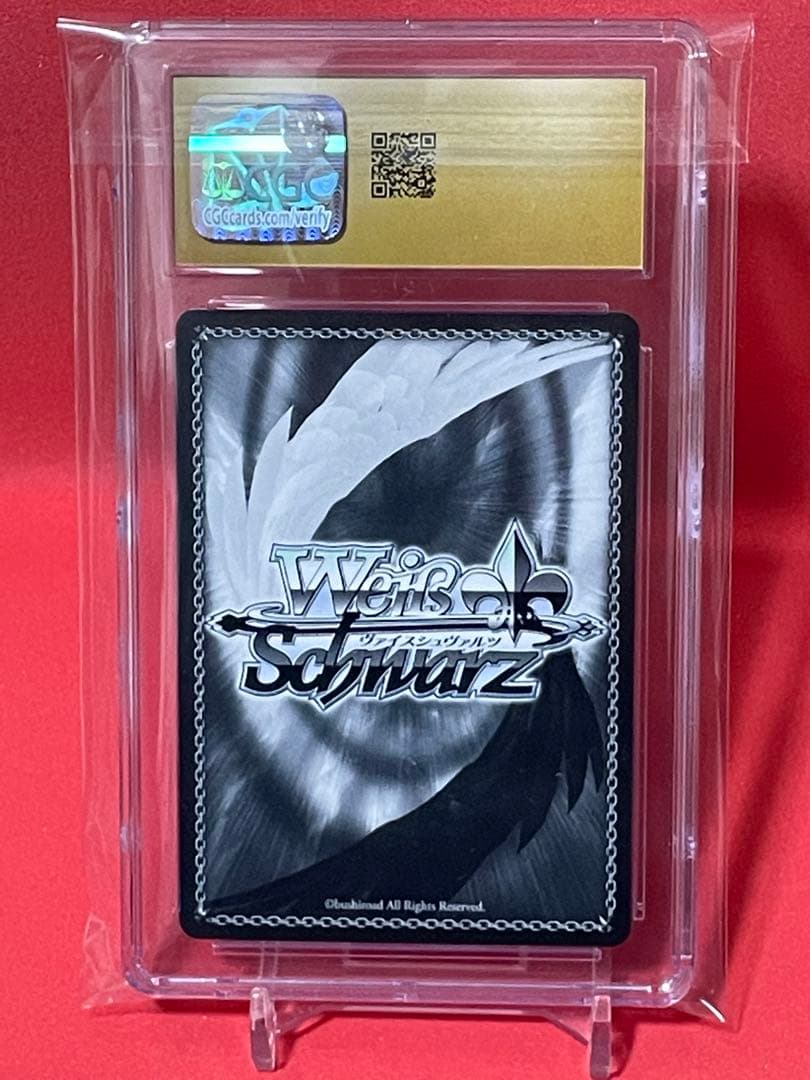 CGC
CGCcards.com/verify
Weiß
ヴァイスシュヴァルツ
Schwarz
©bushiroad All Rights Reserved.